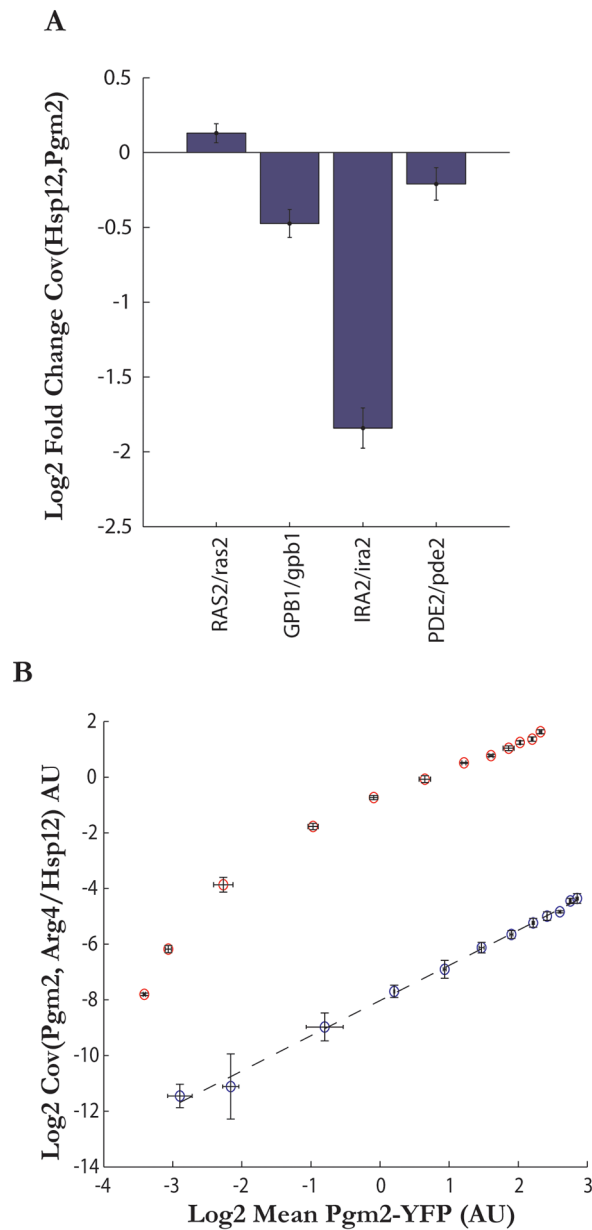 A
Log2 Fold Change Cov(Hsp12,Pgm2)
0.5
0
-0.5
-1
-1.5
-2
-2.5
RAS2/ras2
GPB1/gpb1
IRA2/ira2
PDE2/pde2
B
Log2 Cov(Pgm2, Arg4/Hsp12) AU
2
0
-2
-4
-6
-8
-10
-12
-14
-4
-3
-2
-1
0
1
2
3
Log2 Mean Pgm2-YFP (AU)